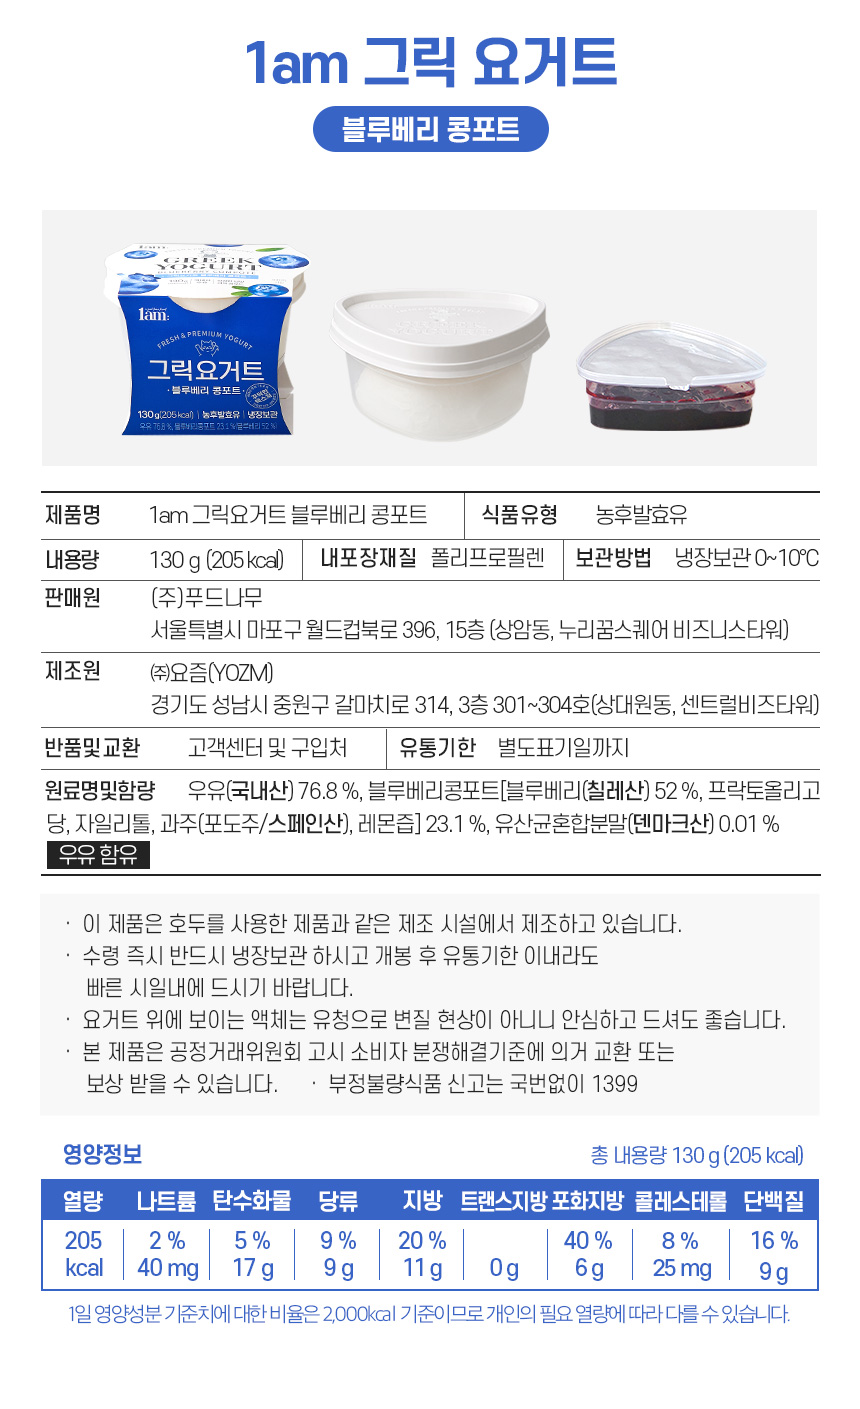 1am 그릭 요거트
블루베리 콩포트
1am:
GREEK
YOGURT
BLUEBERRY COMPOTE
1am:
FRESH & PREMIUM YOGURT
그릭요거트
· 블루베리 콩포트 ·
130 g(205 kcal) | 농후발효유 | 냉장보관
우유 76.8 %, 블루베리콩포트 23.1 %(블루베리 52 %)
제품명 1am 그릭요거트 블루베리 콩포트 식품유형 농후발효유
내용량 130 g (205 kcal) 내포장재질 폴리프로필렌 보관방법 냉장보관 0~10℃
판매원 (주)푸드나무
서울특별시 마포구 월드컵북로 396, 15층 (상암동, 누리꿈스퀘어 비즈니스타워)
제조원 ㈜요즘(YOZM)
경기도 성남시 중원구 갈마치로 314, 3층 301~304호(상대원동, 센트럴비즈타워)
반품및교환 고객센터 및 구입처 유통기한 별도표기일까지
원료명및함량 우유(국내산) 76.8 %, 블루베리콩포트[블루베리(칠레산) 52 %, 프락토올리고
당, 자일리톨, 과주(포도주/스페인산), 레몬즙] 23.1 %, 유산균혼합분말(덴마크산) 0.01 %
우유 함유
· 이 제품은 호두를 사용한 제품과 같은 제조 시설에서 제조하고 있습니다.
· 수령 즉시 반드시 냉장보관 하시고 개봉 후 유통기한 이내라도
빠른 시일내에 드시기 바랍니다.
· 요거트 위에 보이는 액체는 유청으로 변질 현상이 아니니 안심하고 드셔도 좋습니다.
· 본 제품은 공정거래위원회 고시 소비자 분쟁해결기준에 의거 교환 또는
보상 받을 수 있습니다. · 부정불량식품 신고는 국번없이 1399
영양정보 총 내용량 130 g (205 kcal)
열량 나트륨 탄수화물 당류 지방 트랜스지방 포화지방 콜레스테롤 단백질
205 2 % 5 % 9 % 20 % 40 % 8 % 16 %
kcal 40 mg 17 g 9 g 11 g 0 g 6 g 25 mg 9 g
1일 영양성분 기준치에 대한 비율은 2,000kcal 기준이므로 개인의 필요 열량에 따라 다를 수 있습니다.